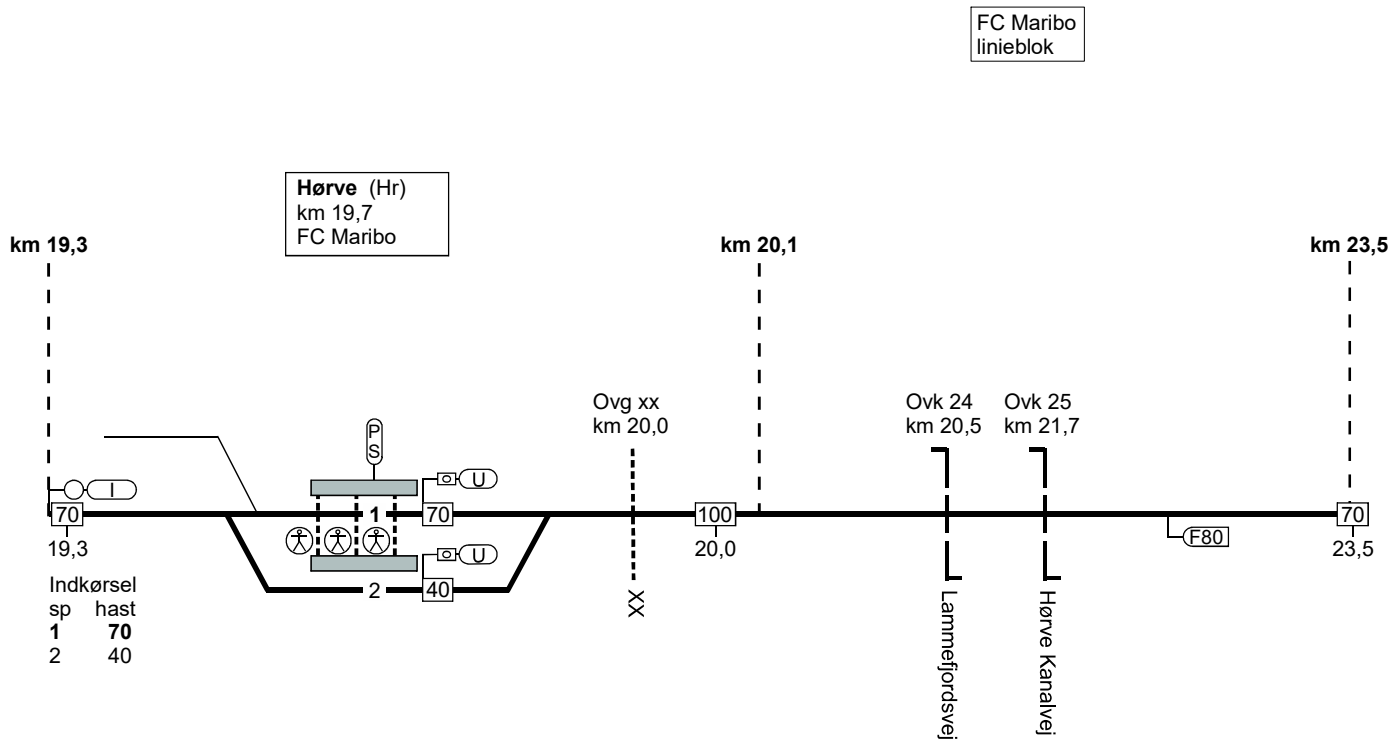 FC Maribo
linieblok
Hørve (Hr)
km 19,7
FC Maribo
km 19,3
km 20,1
km 23,5
Ovg xx
km 20,0
Ovk 24
km 20,5
Ovk 25
km 21,7
P
S
I
U
70
1
70
100
70
19,3
20,0
F80
23,5
U
2
40
Indkørsel
sp hast
1 70
2 40
XX
Lammefjordsvej
Hørve Kanalvej